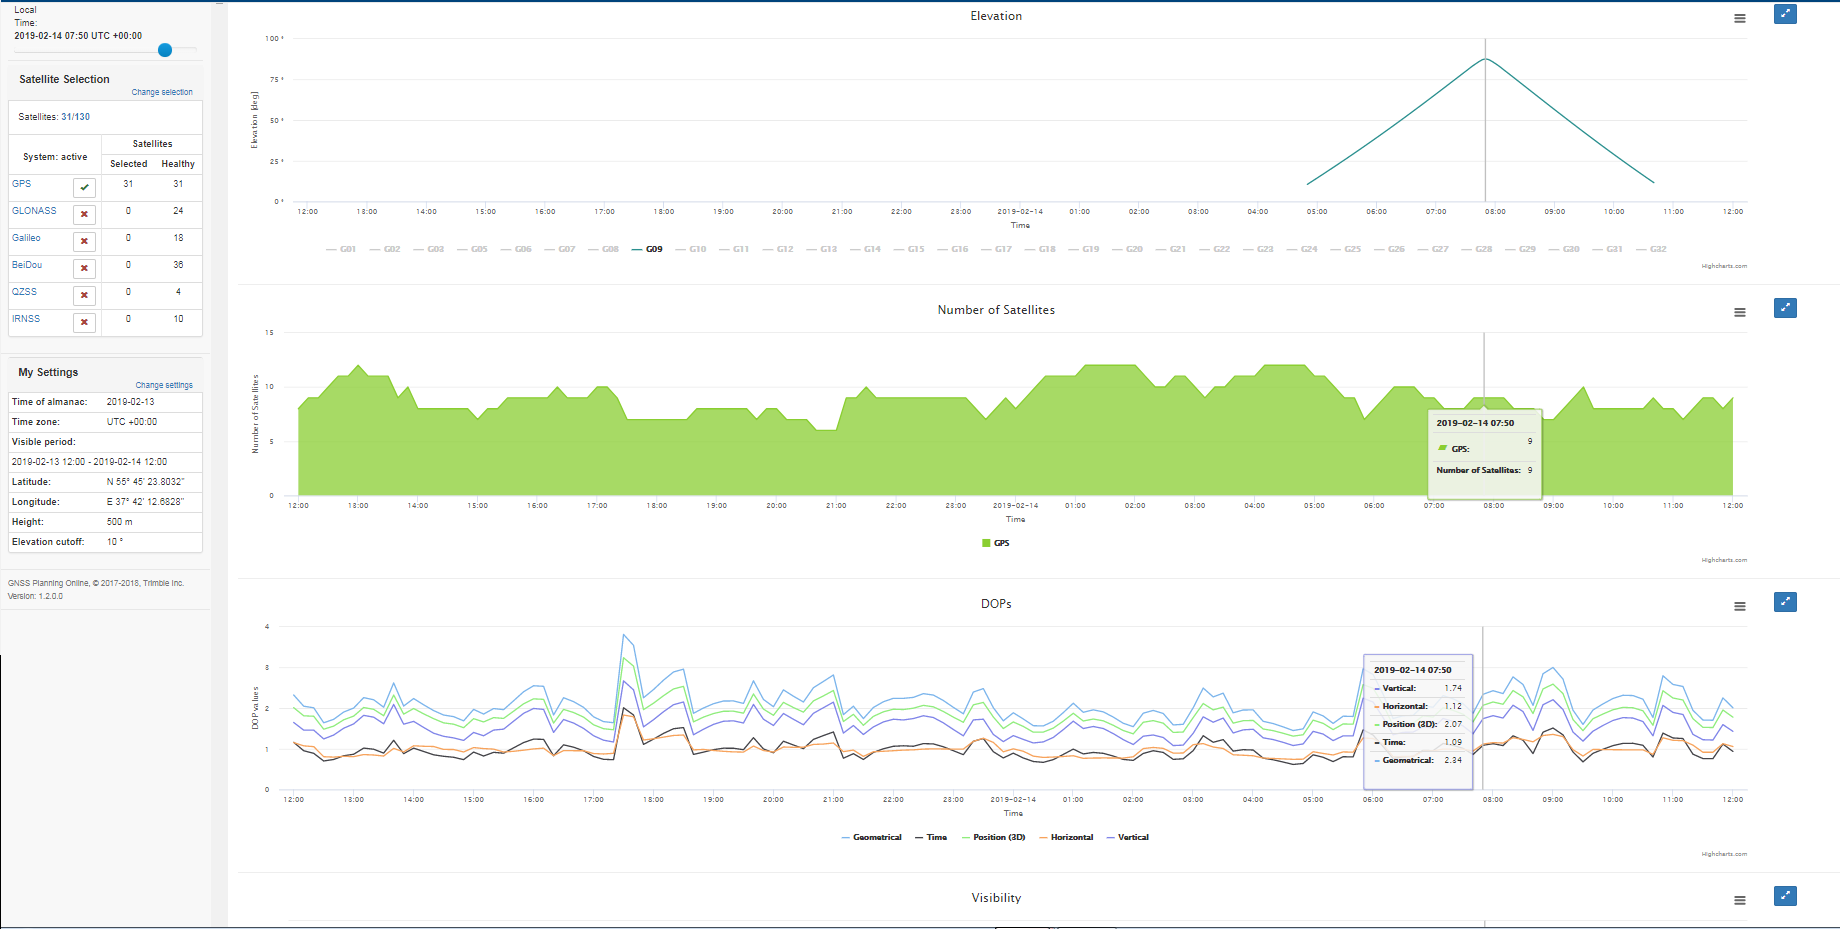 Local
Time:
2019-02-14 07:50 UTC +00:00
Satellite Selection
Change selection
Satellites: 31/130
System: active
Satellites
Selected Healthy
GPS 31 31
GLONASS 0 24
Galileo 0 18
BeiDou 0 36
QZSS 0 4
IRNSS 0 10
My Settings
Change settings
Time of almanac: 2019-02-13
Time zone: UTC +00:00
Visible period:
2019-02-13 12:00 - 2019-02-14 12:00
Latitude: N 55° 45' 23.8032"
Longitude: E 37° 42' 12.6828"
Height: 500 m
Elevation cutoff: 10 °
GNSS Planning Online, © 2017-2018, Trimble Inc.
Version: 1.2.0.0
Elevation
Elevation [deg]
100 °
75 °
50 °
25 °
0 °
12:00 13:00 14:00 15:00 16:00 17:00 18:00 19:00 20:00 21:00 22:00 23:00 2019-02-14 01:00 02:00 03:00 04:00 05:00 06:00 07:00 08:00 09:00 10:00 11:00 12:00
Time
G01 G02 G03 G05 G06 G07 G08 G09 G10 G11 G12 G13 G14 G15 G16 G17 G18 G19 G20 G21 G22 G23 G24 G25 G26 G27 G28 G29 G30 G31 G32
Highcharts.com
Number of Satellites
Number of Satellites
15
10
5
0
2019-02-14 07:50
9
GPS:
Number of Satellites: 9
12:00 13:00 14:00 15:00 16:00 17:00 18:00 19:00 20:00 21:00 22:00 23:00 2019-02-14 01:00 02:00 03:00 04:00 05:00 06:00 07:00 08:00 09:00 10:00 11:00 12:00
Time
GPS
Highcharts.com
DOPs
DOP values
4
3
2
1
0
2019-02-14 07:50
Vertical: 1.74
Horizontal: 1.12
Position (3D): 2.07
Time: 1.09
Geometrical: 2.34
12:00 13:00 14:00 15:00 16:00 17:00 18:00 19:00 20:00 21:00 22:00 23:00 2019-02-14 01:00 02:00 03:00 04:00 05:00 06:00 07:00 08:00 09:00 10:00 11:00 12:00
Time
Geometrical Time Position (3D) Horizontal Vertical
Highcharts.com
Visibility